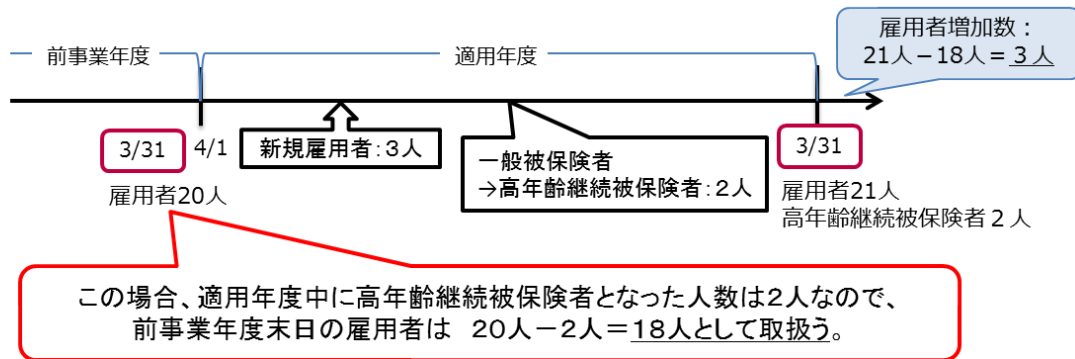 雇用者増加数：
21人－18人＝３人
前事業年度
適用年度
3/31
4/1
新規雇用者：３人
一般被保険者
→高年齢継続被保険者：２人
3/31
雇用者20人
雇用者21人
高年齢継続被保険者２人
この場合、適用年度中に高年齢継続被保険者となった人数は２人なので、
前事業年度末日の雇用者は　20人－２人＝18人として取扱う。